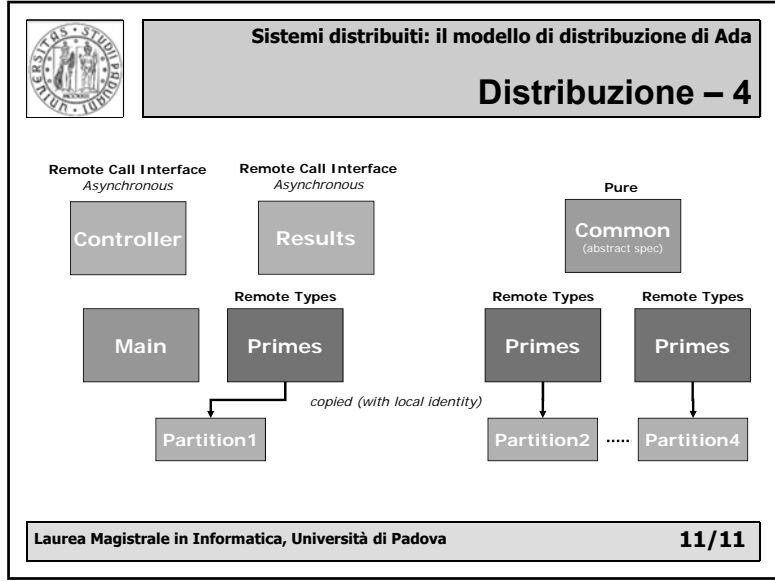 Sistemi distribuiti: il modello di distribuzione di Ada
Distribuzione – 4
Remote Call Interface
Asynchronous
Controller
Remote Call Interface
Asynchronous
Results
Pure
Common
(abstract spec)
Main
Remote Types
Primes
Remote Types
Primes
Remote Types
Primes
copied (with local identity)
Partition1
Partition2
.....
Partition4
Laurea Magistrale in Informatica, Università di Padova
11/11